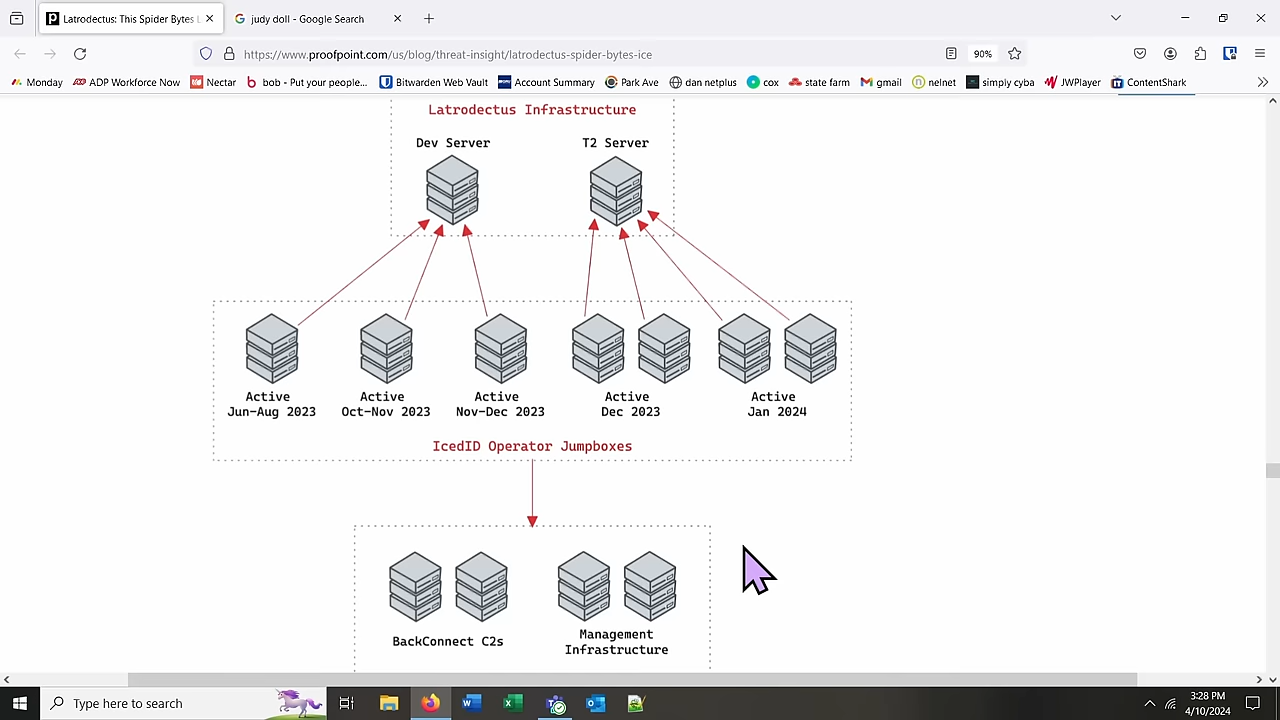 Latrodectus: This Spider Bytes L
judy doll - Google Search
https://www.proofpoint.com/us/blog/threat-insight/latrodectus-spider-bytes-ice
90%
Monday
ADP Workforce Now
Nectar
bob - Put your people...
Bitwarden Web Vault
Account Summary
Park Ave
dan netplus
cox
state farm
gmail
nelnet
simply cyba
JWPlayer
ContentShark
Latrodectus Infrastructure
Dev Server
T2 Server
Active
Jun-Aug 2023
Active
Oct-Nov 2023
Active
Nov-Dec 2023
Active
Dec 2023
Active
Jan 2024
IcedID Operator Jumpboxes
BackConnect C2s
Management
Infrastructure
Type here to search
3:28 PM
4/10/2024